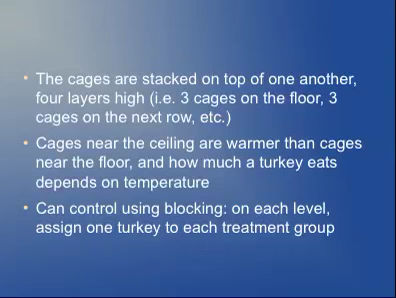 • The cages are stacked on top of one another,
four layers high (i.e. 3 cages on the floor, 3
cages on the next row, etc.)
• Cages near the ceiling are warmer than cages
near the floor, and how much a turkey eats
depends on temperature
• Can control using blocking: on each level,
assign one turkey to each treatment group